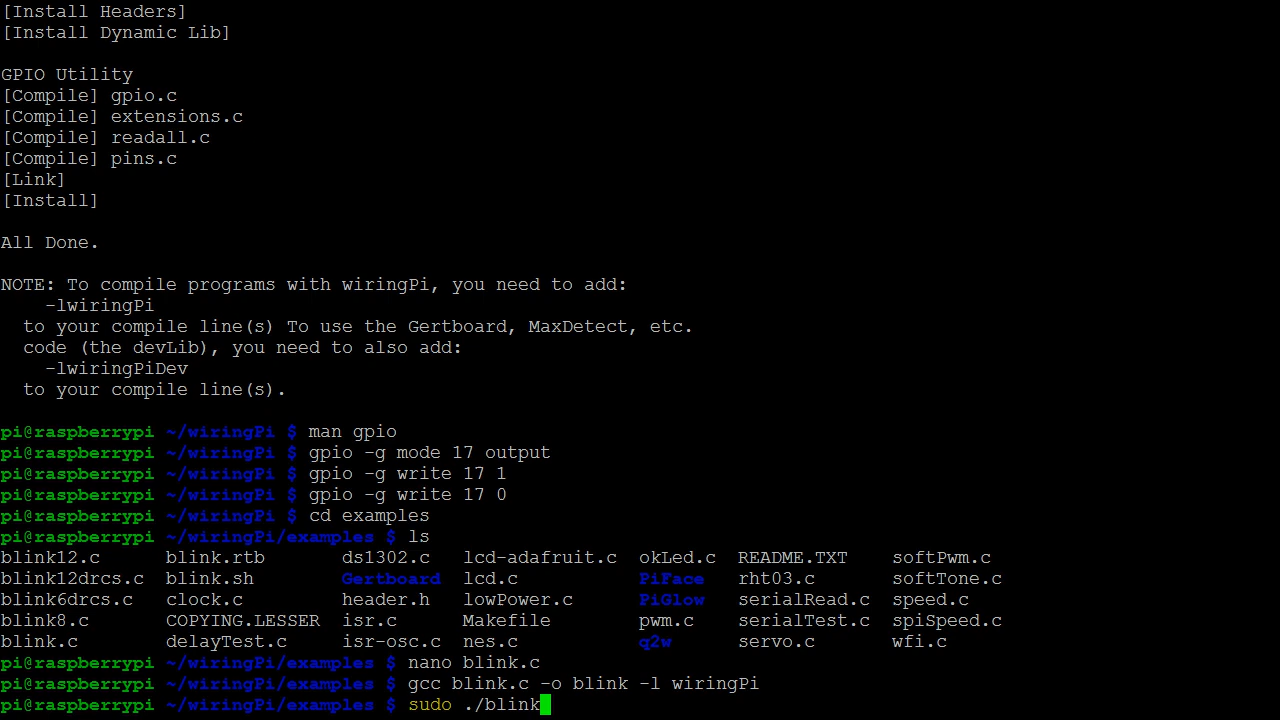 [Install Headers]
[Install Dynamic Lib]
GPIO Utility
[Compile] gpio.c
[Compile] extensions.c
[Compile] readall.c
[Compile] pins.c
[Link]
[Install]
All Done.
NOTE: To compile programs with wiringPi, you need to add:
-lwiringPi
to your compile line(s) To use the Gertboard, MaxDetect, etc.
code (the devLib), you need to also add:
-lwiringPiDev
to your compile line(s).
pi@raspberrypi ~/wiringPi $ man gpio
pi@raspberrypi ~/wiringPi $ gpio -g mode 17 output
pi@raspberrypi ~/wiringPi $ gpio -g write 17 1
pi@raspberrypi ~/wiringPi $ gpio -g write 17 0
pi@raspberrypi ~/wiringPi $ cd examples
pi@raspberrypi ~/wiringPi/examples $ ls
blink12.c blink.rtb ds1302.c lcd-adafruit.c okLed.c README.TXT softPwm.c
blink12drcs.c blink.sh Gertboard lcd.c PiFace rht03.c softTone.c
blink6drcs.c clock.c header.h lowPower.c PiGlow serialRead.c speed.c
blink8.c COPYING.LESSER isr.c Makefile pwm.c serialTest.c spiSpeed.c
blink.c delayTest.c isr-osc.c nes.c q2w servo.c wfi.c
pi@raspberrypi ~/wiringPi/examples $ nano blink.c
pi@raspberrypi ~/wiringPi/examples $ gcc blink.c -o blink -l wiringPi
pi@raspberrypi ~/wiringPi/examples $ sudo ./blink